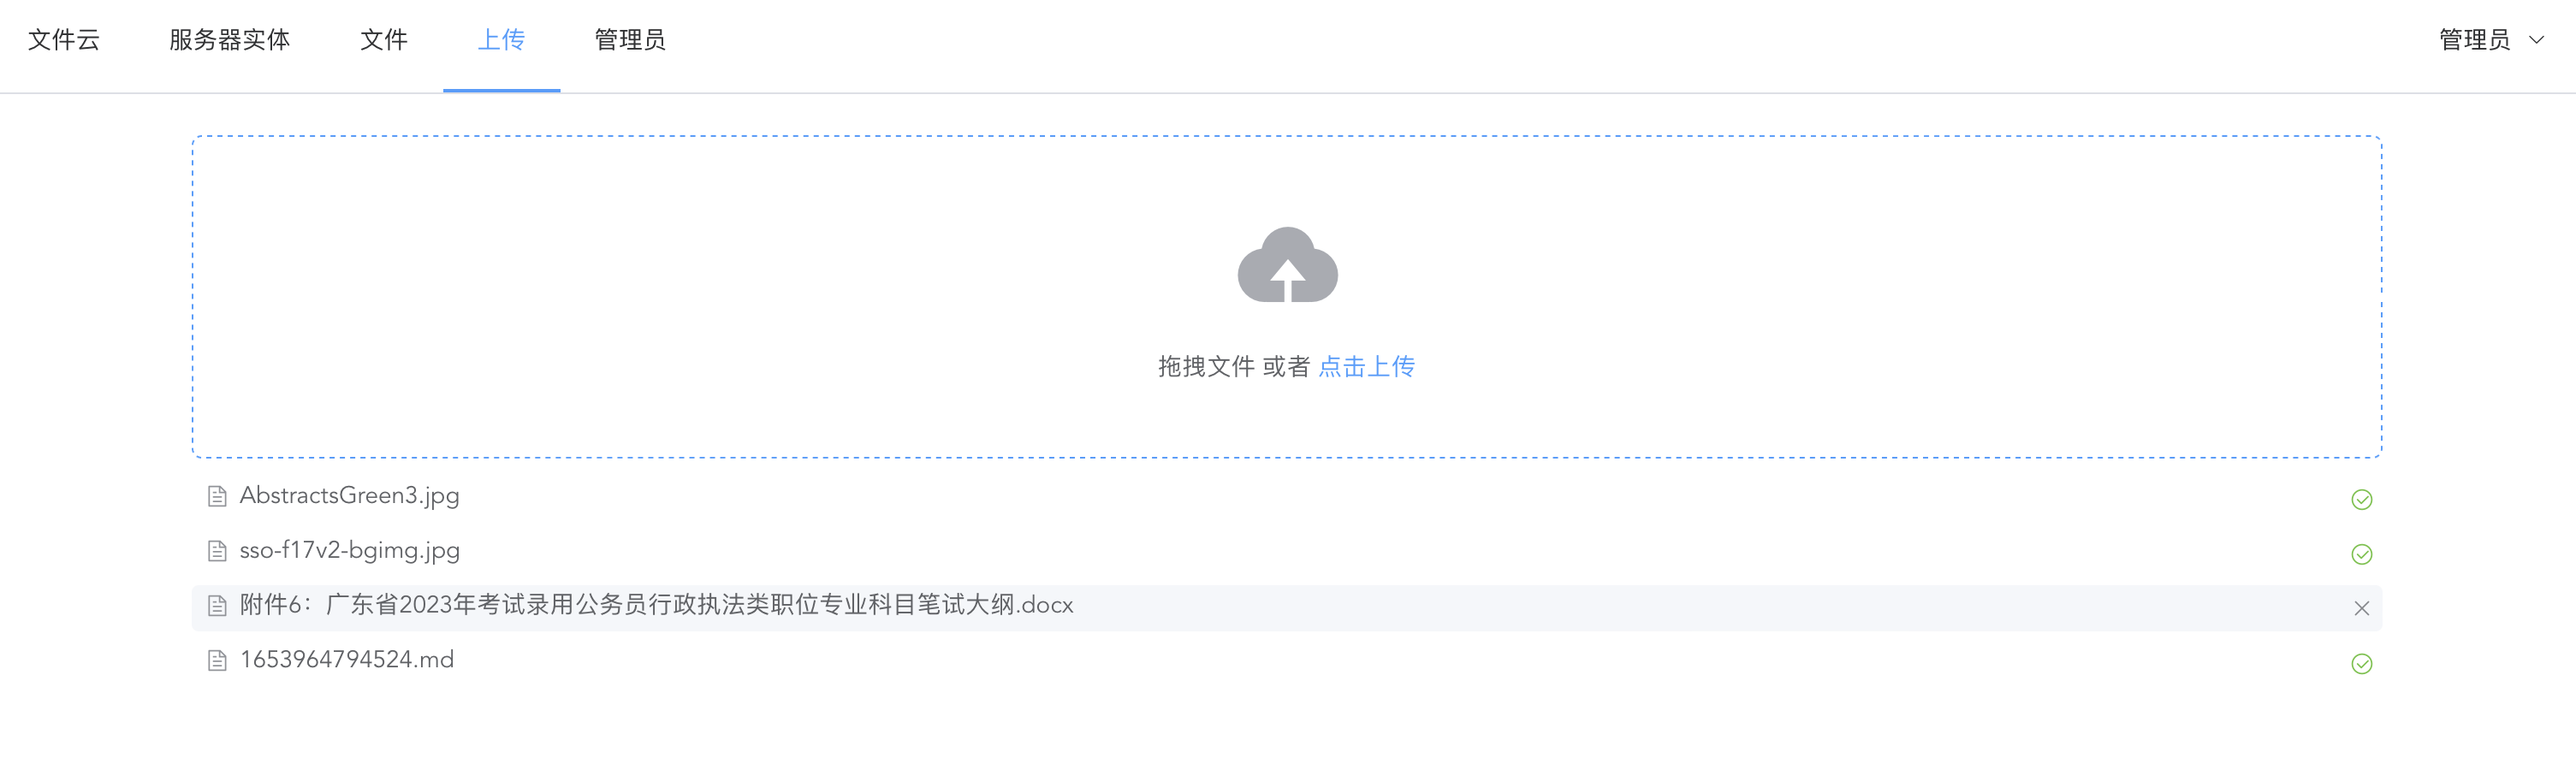 文件云 服务器实体 文件 上传 管理员 管理员
拖拽文件 或者 点击上传
AbstractsGreen3.jpg
sso-f17v2-bgimg.jpg
附件6：广东省2023年考试录用公务员行政执法类职位专业科目笔试大纲.docx
1653964794524.md